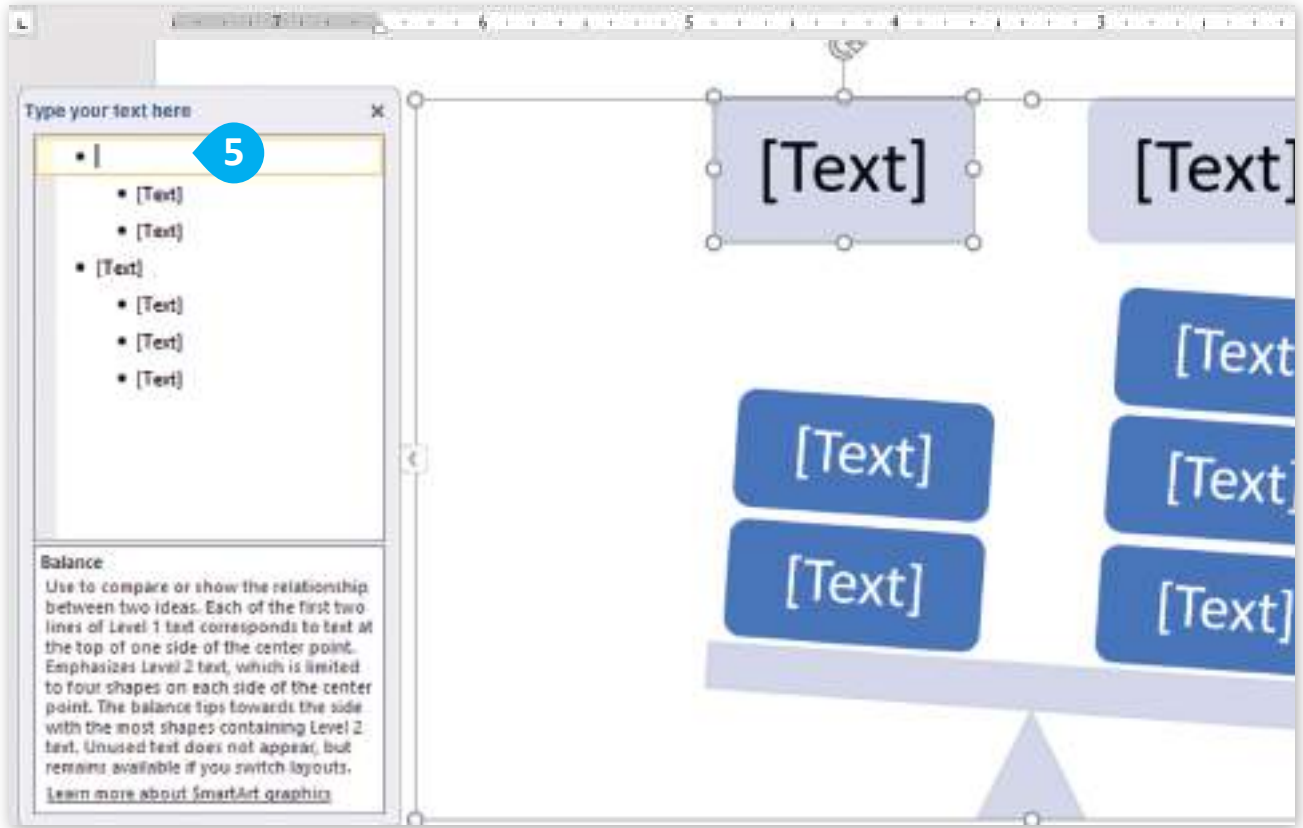 7 6 5 4 3
Type your text here
5
• [Text]
• [Text]
• [Text]
• [Text]
• [Text]
• [Text]
Balance
Use to compare or show the relationship
between two ideas. Each of the first two
lines of Level 1 text corresponds to text at
the top of one side of the center point.
Emphasizes Level 2 text, which is limited
to four shapes on each side of the center
point. The balance tips towards the side
with the most shapes containing Level 2
text. Unused text does not appear, but
remains available if you switch layouts.
Learn more about SmartArt graphics
[Text]
[Text]
[Text]
[Text]
[Text
[Text]
[Text]